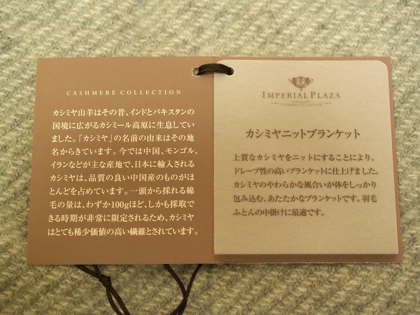 CASHMERE COLLECTION
カシミヤ山羊はその昔、インドとパキスタンの
国境に広がるカシミール高原に生息してい
ました。「カシミヤ」の名前の由来はその地
名からきています。今では中国、モンゴル、
イランなどが主な産地で、日本に輸入される
カシミヤは、品質の良い中国産のものがほ
とんどを占めています。一頭から採れる綿
毛の量は、わずか100gほど、しかも採取で
きる時期が非常に限定されるため、カシミヤ
はとても稀少価値の高い繊維とされています。
IMPERIAL PLAZA
カシミヤニットブランケット
上質なカシミヤをニットにすることにより、
ドレープ性の高いブランケットに仕上げました。
カシミヤのやわらかな風合いが体をしっかり
包み込む、あたたかなブランケットです。羽毛
ふとんの中掛けに最適です。